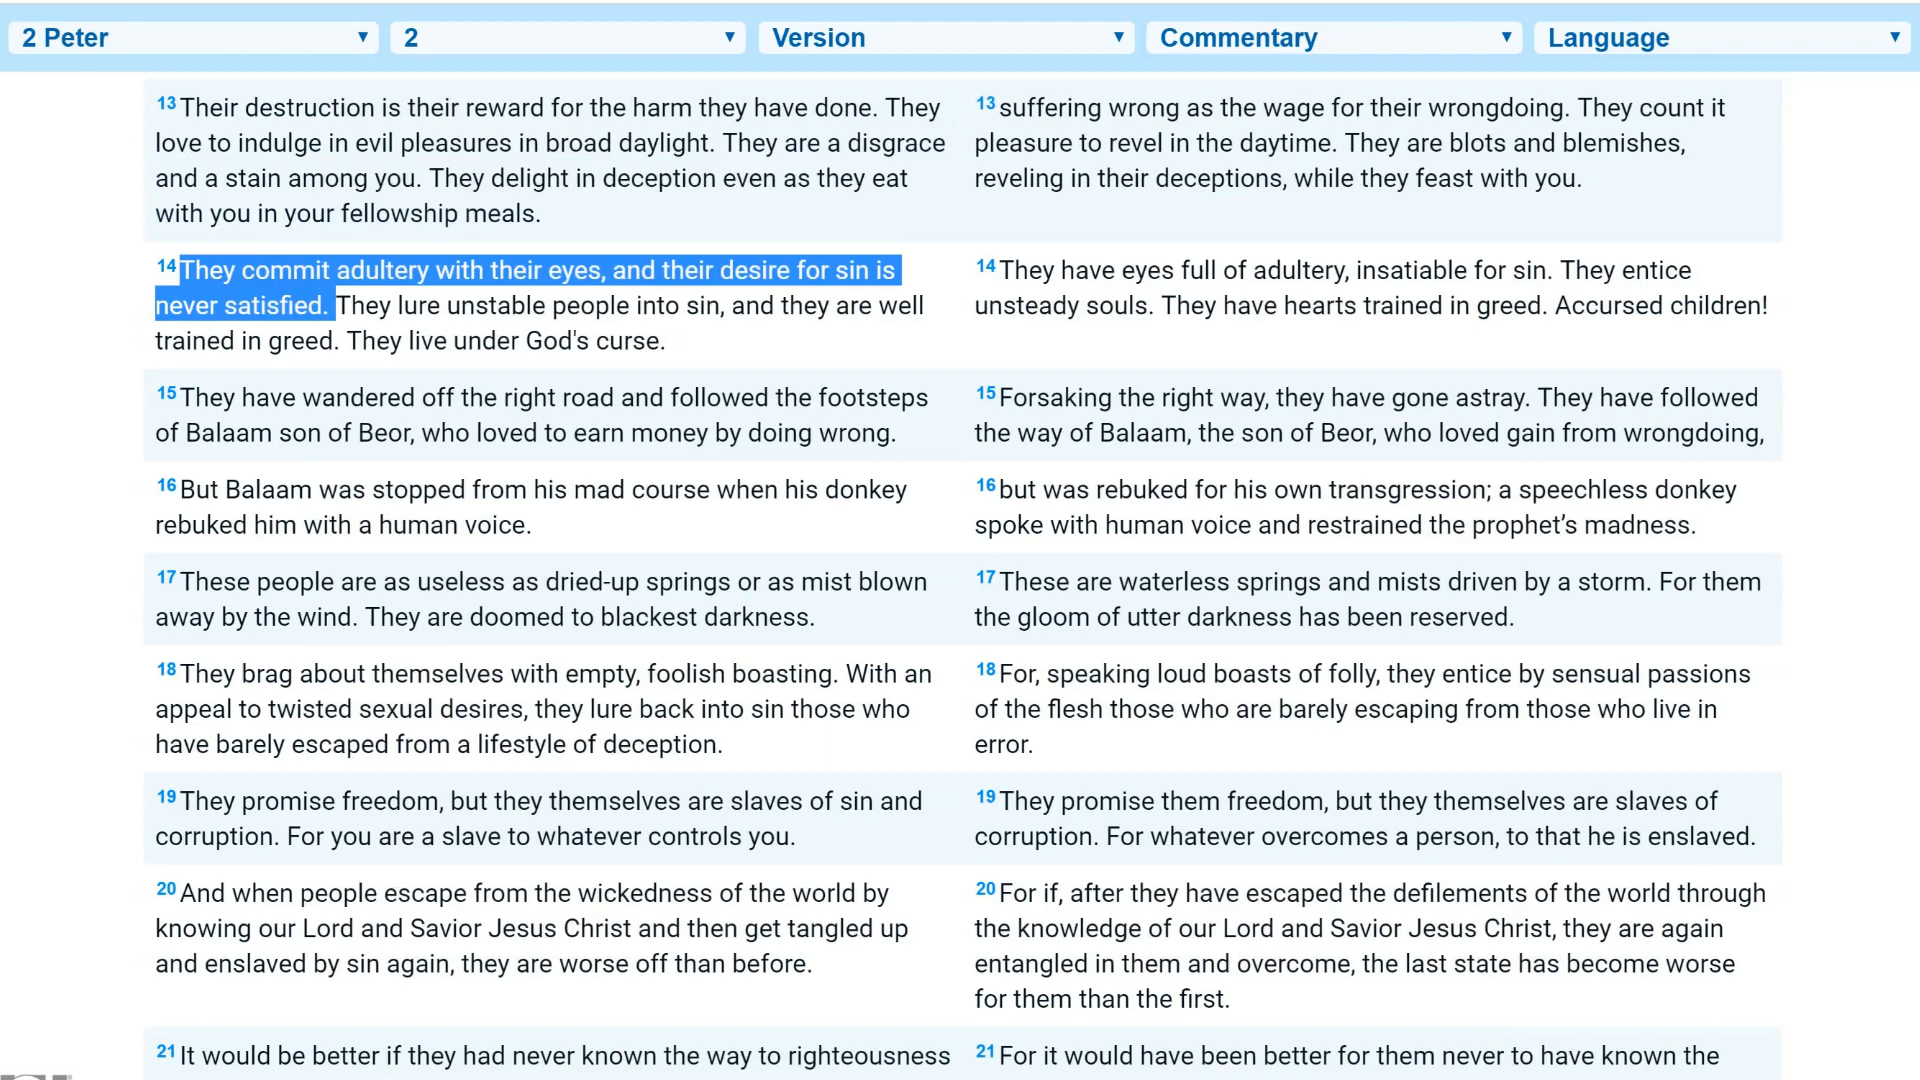 2 Peter ▼ 2 ▼ Version ▼ Commentary ▼ Language ▼
13 Their destruction is their reward for the harm they have done. They
love to indulge in evil pleasures in broad daylight. They are a disgrace
and a stain among you. They delight in deception even as they eat
with you in your fellowship meals.
13 suffering wrong as the wage for their wrongdoing. They count it
pleasure to revel in the daytime. They are blots and blemishes,
reveling in their deceptions, while they feast with you.
14 They commit adultery with their eyes, and their desire for sin is
never satisfied. They lure unstable people into sin, and they are well
trained in greed. They live under God's curse.
14 They have eyes full of adultery, insatiable for sin. They entice
unsteady souls. They have hearts trained in greed. Accursed children!
15 They have wandered off the right road and followed the footsteps
of Balaam son of Beor, who loved to earn money by doing wrong.
15 Forsaking the right way, they have gone astray. They have followed
the way of Balaam, the son of Beor, who loved gain from wrongdoing,
16 But Balaam was stopped from his mad course when his donkey
rebuked him with a human voice.
16 but was rebuked for his own transgression; a speechless donkey
spoke with human voice and restrained the prophet’s madness.
17 These people are as useless as dried-up springs or as mist blown
away by the wind. They are doomed to blackest darkness.
17 These are waterless springs and mists driven by a storm. For them
the gloom of utter darkness has been reserved.
18 They brag about themselves with empty, foolish boasting. With an
appeal to twisted sexual desires, they lure back into sin those who
have barely escaped from a lifestyle of deception.
18 For, speaking loud boasts of folly, they entice by sensual passions
of the flesh those who are barely escaping from those who live in
error.
19 They promise freedom, but they themselves are slaves of sin and
corruption. For you are a slave to whatever controls you.
19 They promise them freedom, but they themselves are slaves of
corruption. For whatever overcomes a person, to that he is enslaved.
20 And when people escape from the wickedness of the world by
knowing our Lord and Savior Jesus Christ and then get tangled up
and enslaved by sin again, they are worse off than before.
20 For if, after they have escaped the defilements of the world through
the knowledge of our Lord and Savior Jesus Christ, they are again
entangled in them and overcome, the last state has become worse
for them than the first.
21 It would be better if they had never known the way to righteousness
21 For it would have been better for them never to have known the